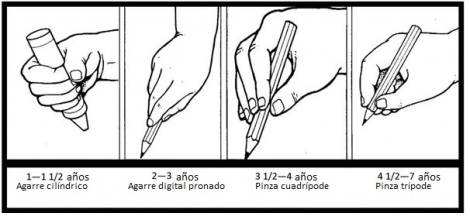 1—1 1/2 años
Agarre cilíndrico
2—3 años
Agarre digital pronado
3 1/2—4 años
Pinza cuadrípode
4 1/2—7 años
Pinza trípode